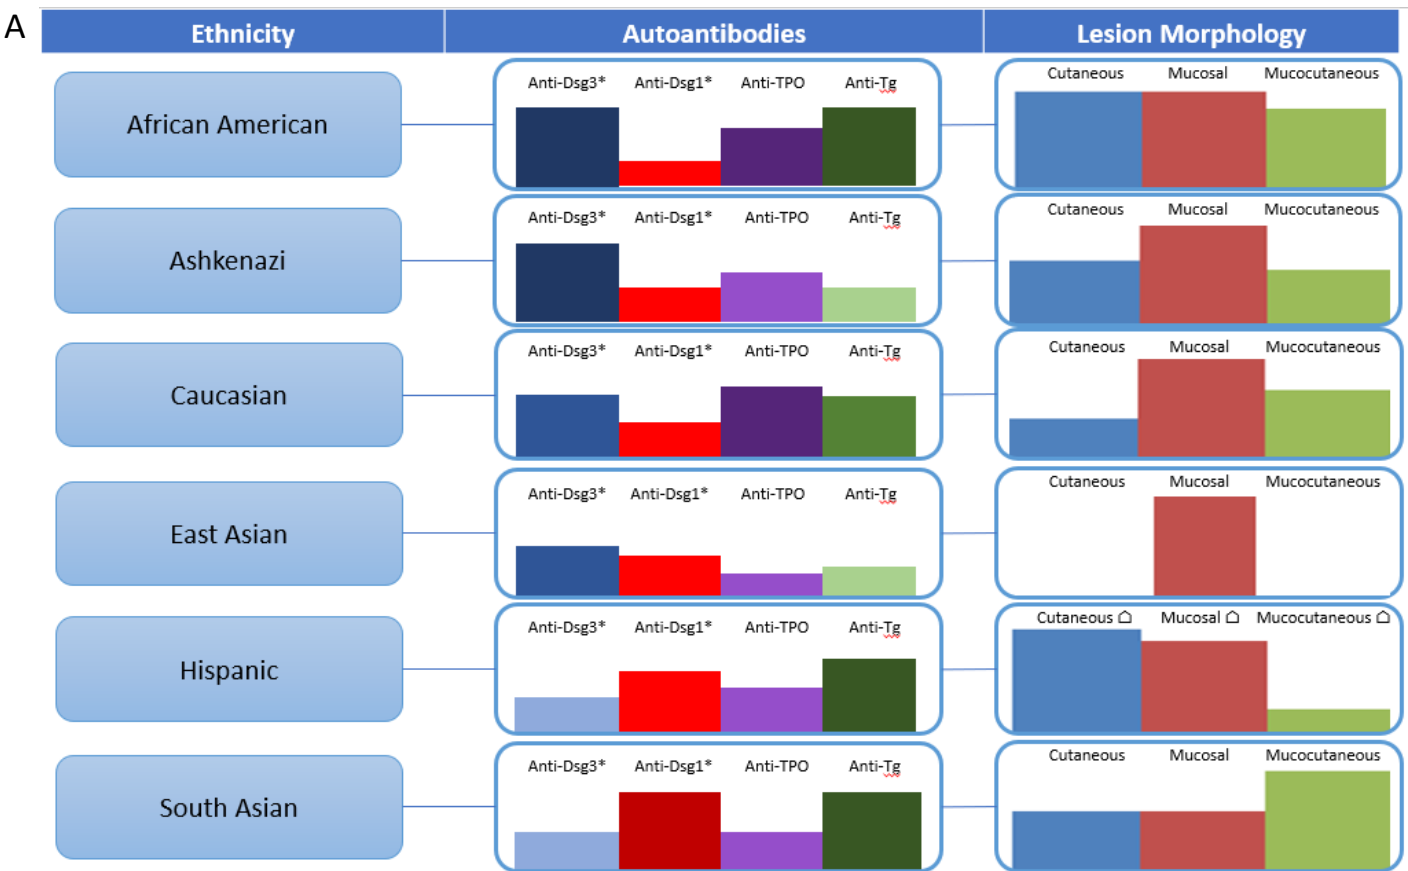 A
Ethnicity Autoantibodies Lesion Morphology
African American
Anti-Dsg3* Anti-Dsg1* Anti-TPO Anti-Tg
Cutaneous Mucosal Mucocutaneous
Ashkenazi
Anti-Dsg3* Anti-Dsg1* Anti-TPO Anti-Tg
Cutaneous Mucosal Mucocutaneous
Caucasian
Anti-Dsg3* Anti-Dsg1* Anti-TPO Anti-Tg
Cutaneous Mucosal Mucocutaneous
East Asian
Anti-Dsg3* Anti-Dsg1* Anti-TPO Anti-Tg
Cutaneous Mucosal Mucocutaneous
Hispanic
Anti-Dsg3* Anti-Dsg1* Anti-TPO Anti-Tg
Cutaneous ⌂ Mucosal ⌂ Mucocutaneous ⌂
South Asian
Anti-Dsg3* Anti-Dsg1* Anti-TPO Anti-Tg
Cutaneous Mucosal Mucocutaneous